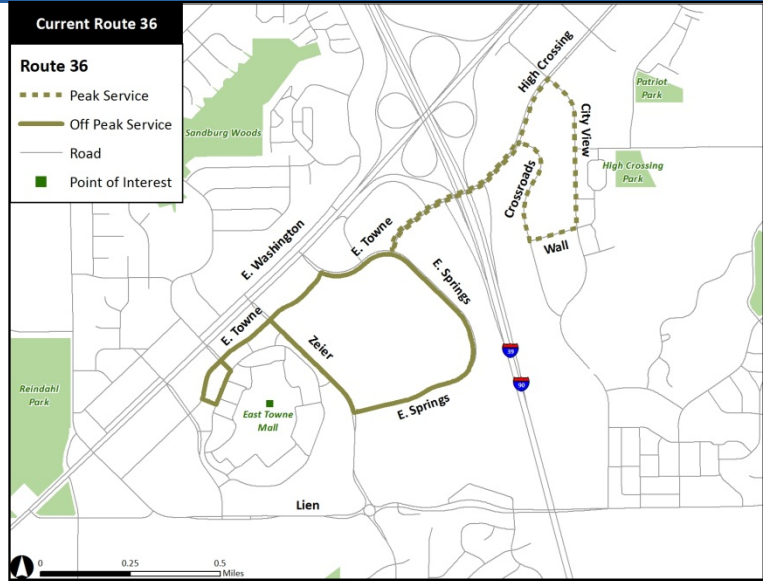 Current Route 36
Route 36
Peak Service
Off Peak Service
Road
Point of Interest
Sandburg Woods
High Crossing
Patriot
Park
City View
High Crossing
Park
Crossroads
Wall
E. Washington
E. Towne
E. Springs
E. Towne
Zeier
39
90
Reindahl
Park
East Towne
Mall
E. Springs
Lien
0
0.25
0.5
Miles